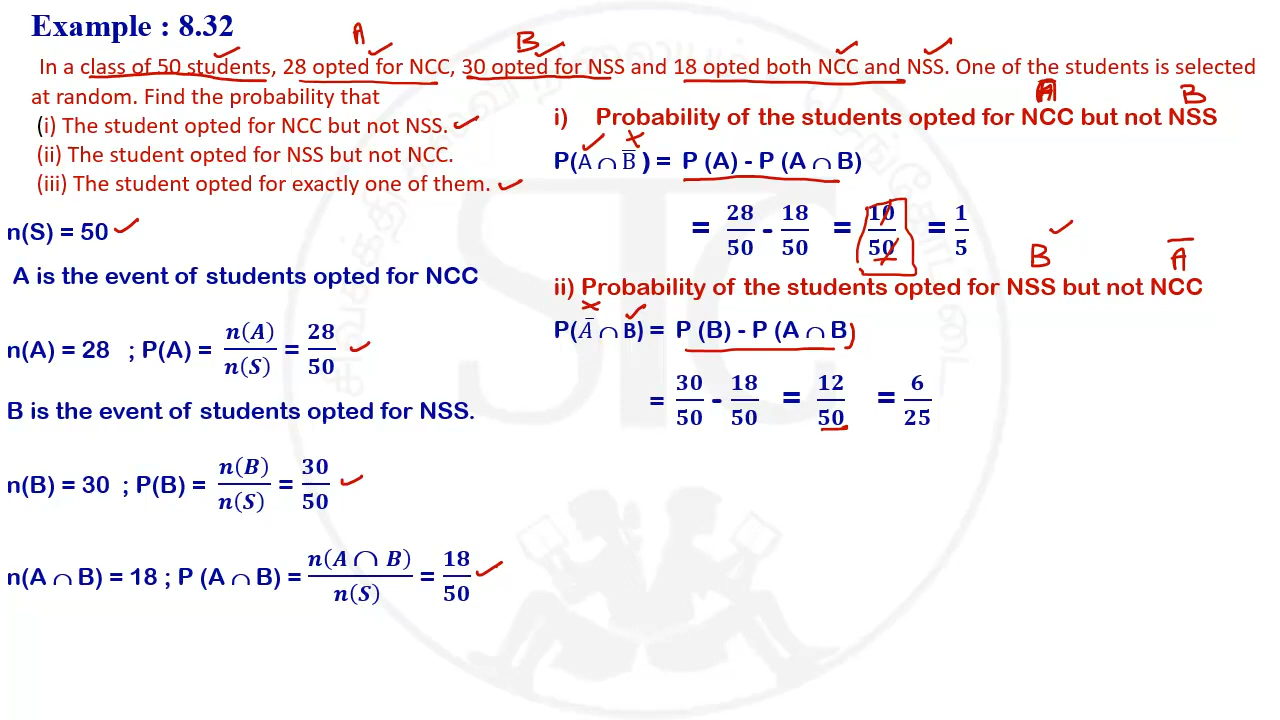 Example : 8.32
A
B
In a class of 50 students, 28 opted for NCC, 30 opted for NSS and 18 opted both NCC and NSS. One of the students is selected
at random. Find the probability that
(i) The student opted for NCC but not NSS.
(ii) The student opted for NSS but not NCC.
(iii) The student opted for exactly one of them.
n(S) = 50
A is the event of students opted for NCC
n(A) = 28 ; P(A) = n(A)/n(S) = 28/50
B is the event of students opted for NSS.
n(B) = 30 ; P(B) = n(B)/n(S) = 30/50
n(A ∩ B) = 18 ; P (A ∩ B) = n(A ∩ B)/n(S) = 18/50
B
i) Probability of the students opted for NCC but not NSS
P(A ∩ B̅ ) = P (A) - P (A ∩ B)
= 28/50 - 18/50 = 10/50 = 1/5
B A̅
ii) Probability of the students opted for NSS but not NCC
P( A̅ ∩ B) = P (B) - P (A ∩ B)
= 30/50 - 18/50 = 12/50 = 6/25
STC